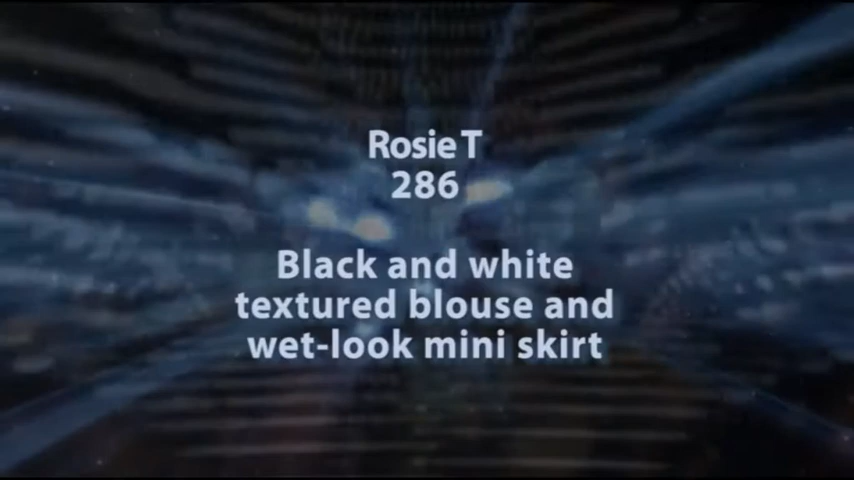 Rosie T
286
Black and white
textured blouse and
wet-look mini skirt